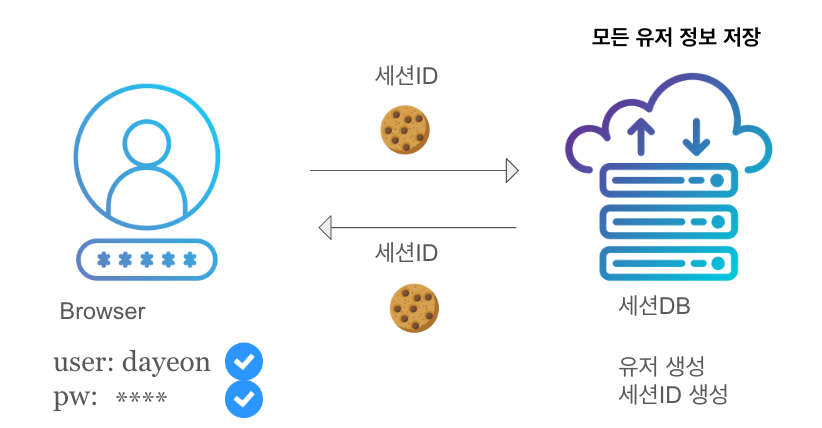 모든 유저 정보 저장
세션ID
세션ID
*****
Browser
세션DB
user: dayeon
pw: ****
유저 생성
세션ID 생성